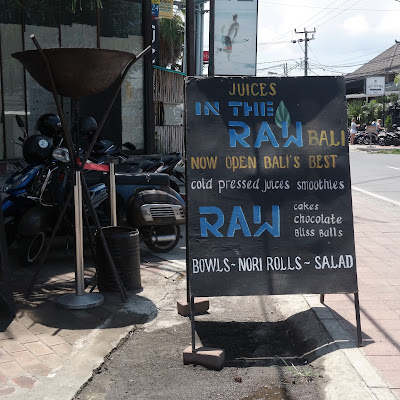 JUICES
IN THE
RAW BALI
NOW OPEN BALI'S BEST
cold pressed juices smoothies
RAW cakes
chocolate
Bliss Balls
BOWLS ~ NORI ROLLS ~ SALAD